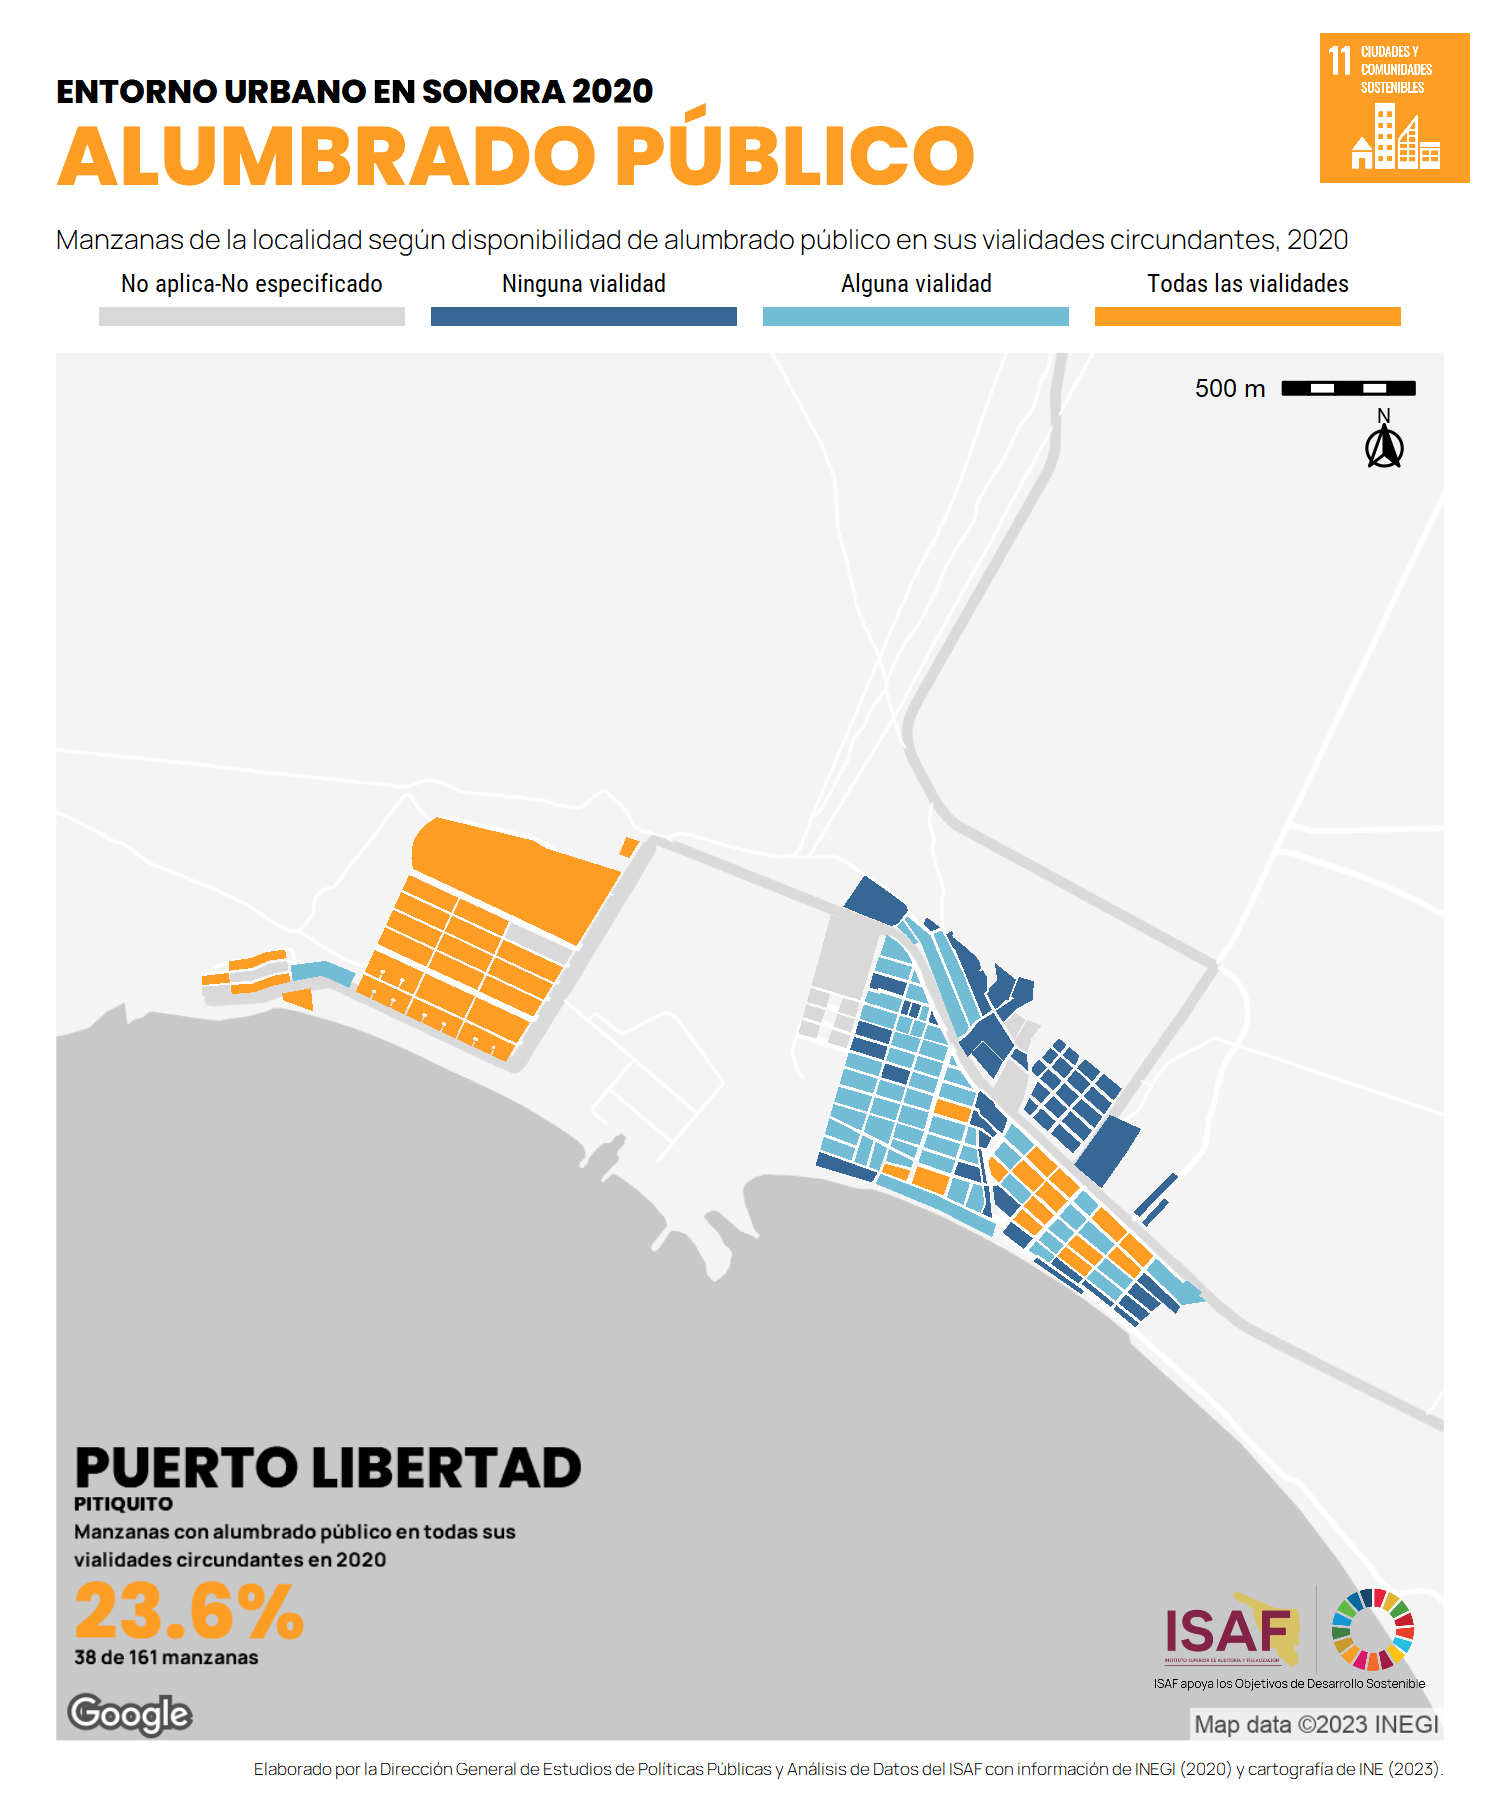 ENTORNO URBANO EN SONORA 2020
ALUMBRADO PÚBLICO
11 CIUDADES Y
COMUNIDADES
SOSTENIBLES
Manzanas de la localidad según disponibilidad de alumbrado público en sus vialidades circundantes, 2020
No aplica-No especificado Ninguna vialidad Alguna vialidad Todas las vialidades
500 m
N
PUERTO LIBERTAD
PITIQUITO
Manzanas con alumbrado público en todas sus
vialidades circundantes en 2020
23.6%
38 de 161 manzanas
Google
ISAF
INSTITUTO SUPERIOR DE AUDITORÍA Y FISCALIZACIÓN
ISAF apoya los Objetivos de Desarrollo Sostenible
Map data ©2023 INEGI
Elaborado por la Dirección General de Estudios de Políticas Públicas y Análisis de Datos del ISAF con información de INEGI (2020) y cartografía de INE (2023).